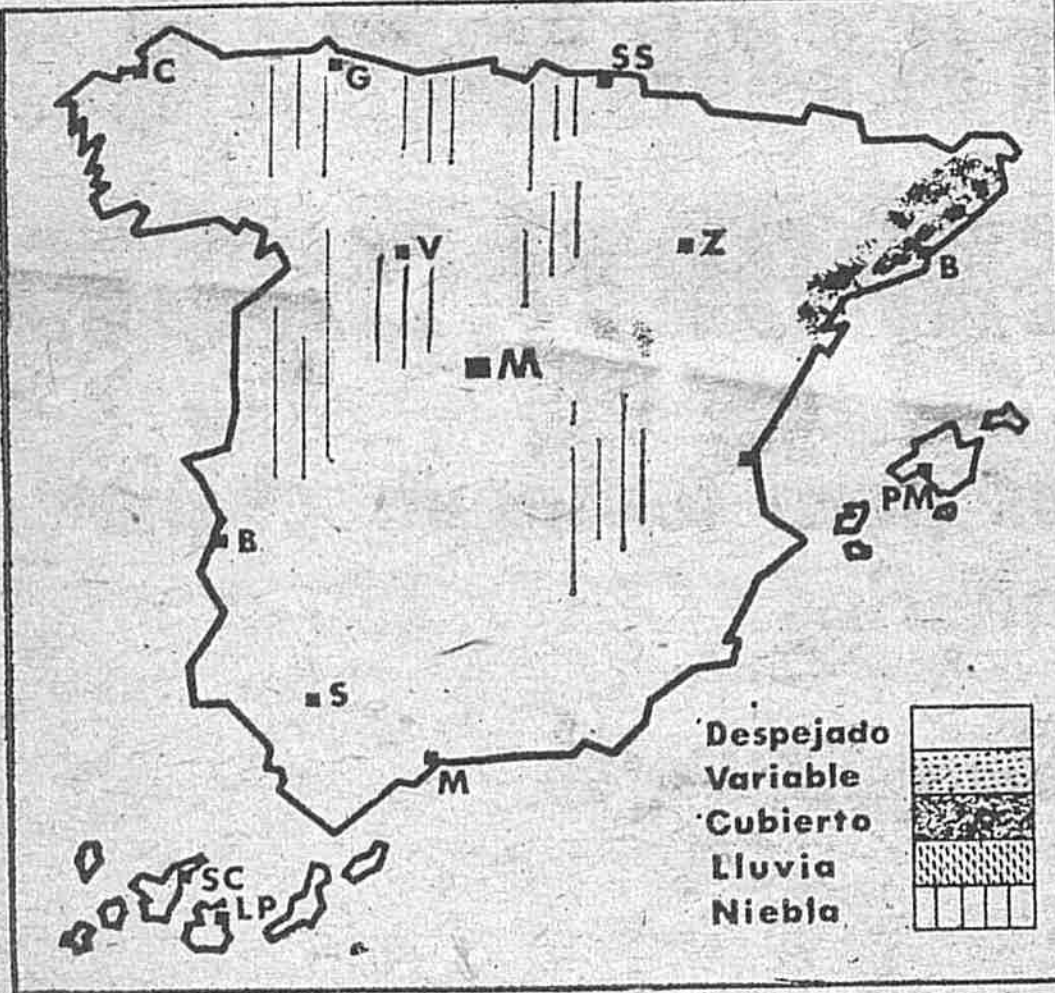 C
G
SS
V
Z
B
M
PM
B
S
M
SC
LP
Despejado
Variable
Cubierto
Lluvia
Niebla